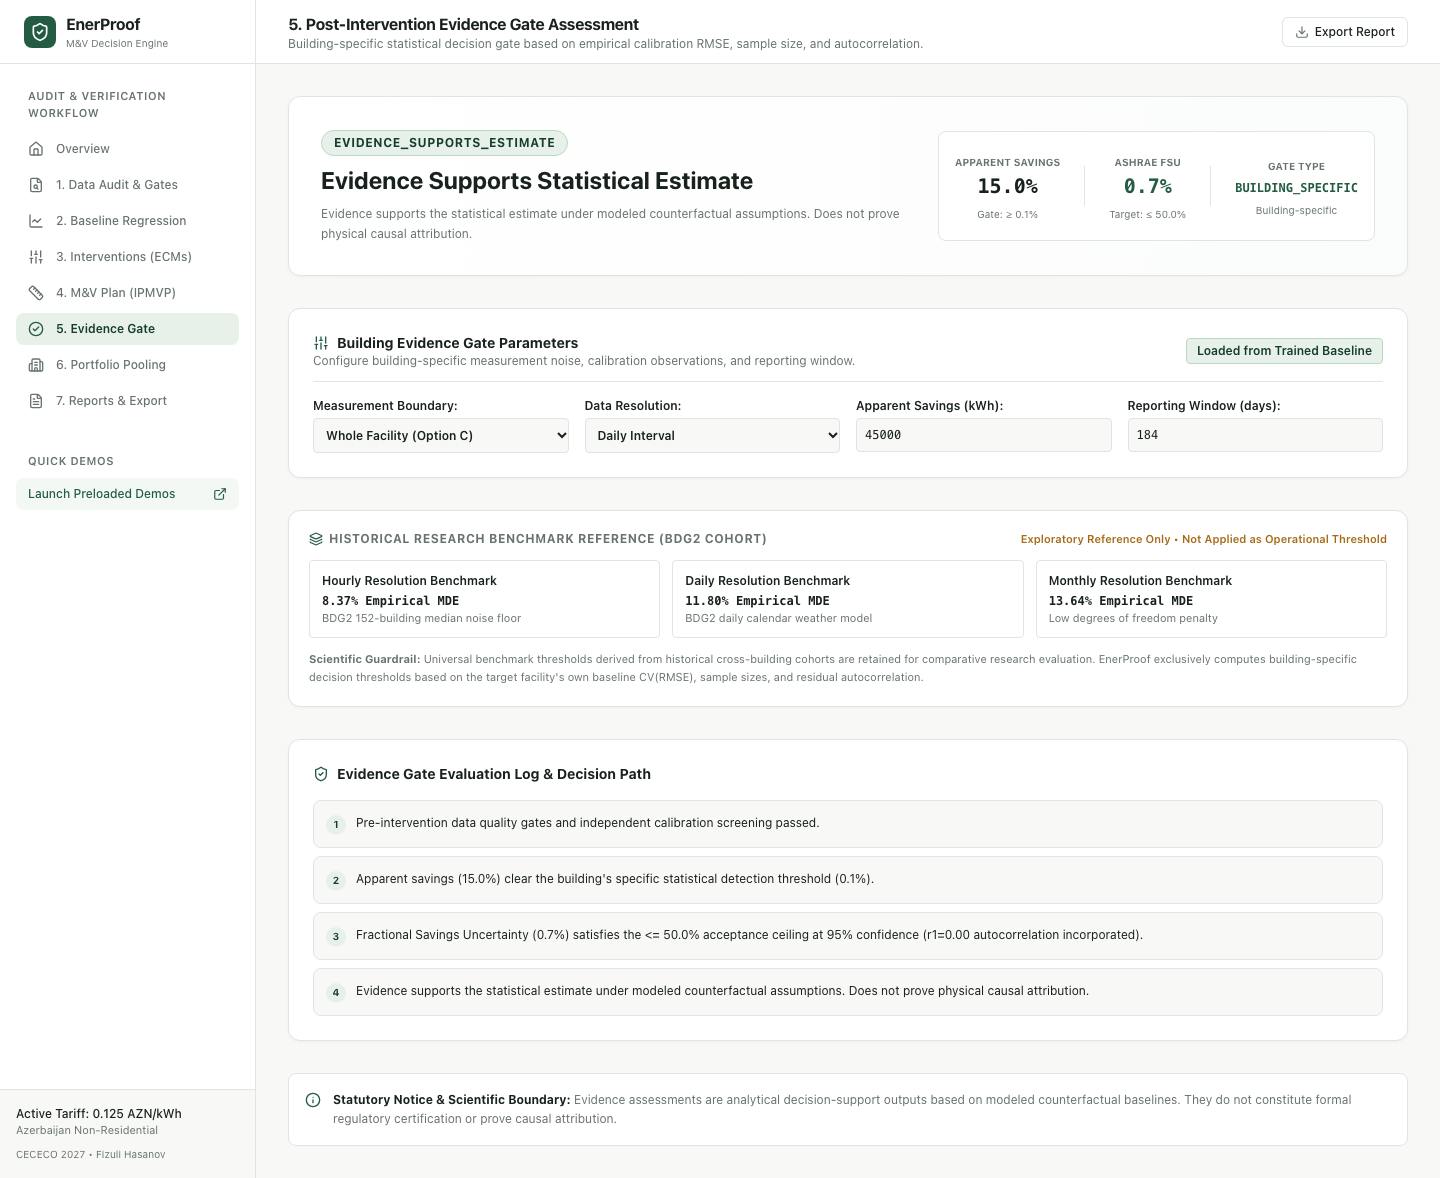 EnerProof
M&V Decision Engine
AUDIT & VERIFICATION
WORKFLOW
Overview
1. Data Audit & Gates
2. Baseline Regression
3. Interventions (ECMs)
4. M&V Plan (IPMVP)
5. Evidence Gate
6. Portfolio Pooling
7. Reports & Export
QUICK DEMOS
Launch Preloaded Demos
Active Tariff: 0.125 AZN/kWh
Azerbaijan Non-Residential
CECECO 2027 • Fizuli Hasanov
5. Post-Intervention Evidence Gate Assessment
Building-specific statistical decision gate based on empirical calibration RMSE, sample size, and autocorrelation.
Export Report
EVIDENCE_SUPPORTS_ESTIMATE
Evidence Supports Statistical Estimate
Evidence supports the statistical estimate under modeled counterfactual assumptions. Does not prove
physical causal attribution.
APPARENT SAVINGS
15.0%
Gate: ≥ 0.1%
ASHRAE FSU
0.7%
Target: ≤ 50.0%
GATE TYPE
BUILDING_SPECIFIC
Building-specific
Building Evidence Gate Parameters
Configure building-specific measurement noise, calibration observations, and reporting window.
Loaded from Trained Baseline
Measurement Boundary:
Whole Facility (Option C)
Data Resolution:
Daily Interval
Apparent Savings (kWh):
45000
Reporting Window (days):
184
HISTORICAL RESEARCH BENCHMARK REFERENCE (BDG2 COHORT)
Exploratory Reference Only • Not Applied as Operational Threshold
Hourly Resolution Benchmark
8.37% Empirical MDE
BDG2 152-building median noise floor
Daily Resolution Benchmark
11.80% Empirical MDE
BDG2 daily calendar weather model
Monthly Resolution Benchmark
13.64% Empirical MDE
Low degrees of freedom penalty
Scientific Guardrail: Universal benchmark thresholds derived from historical cross-building cohorts are retained for comparative research evaluation. EnerProof exclusively computes building-specific
decision thresholds based on the target facility's own baseline CV(RMSE), sample sizes, and residual autocorrelation.
Evidence Gate Evaluation Log & Decision Path
1 Pre-intervention data quality gates and independent calibration screening passed.
2 Apparent savings (15.0%) clear the building's specific statistical detection threshold (0.1%).
3 Fractional Savings Uncertainty (0.7%) satisfies the <= 50.0% acceptance ceiling at 95% confidence (r1=0.00 autocorrelation incorporated).
4 Evidence supports the statistical estimate under modeled counterfactual assumptions. Does not prove physical causal attribution.
Statutory Notice & Scientific Boundary: Evidence assessments are analytical decision-support outputs based on modeled counterfactual baselines. They do not constitute formal
regulatory certification or prove causal attribution.